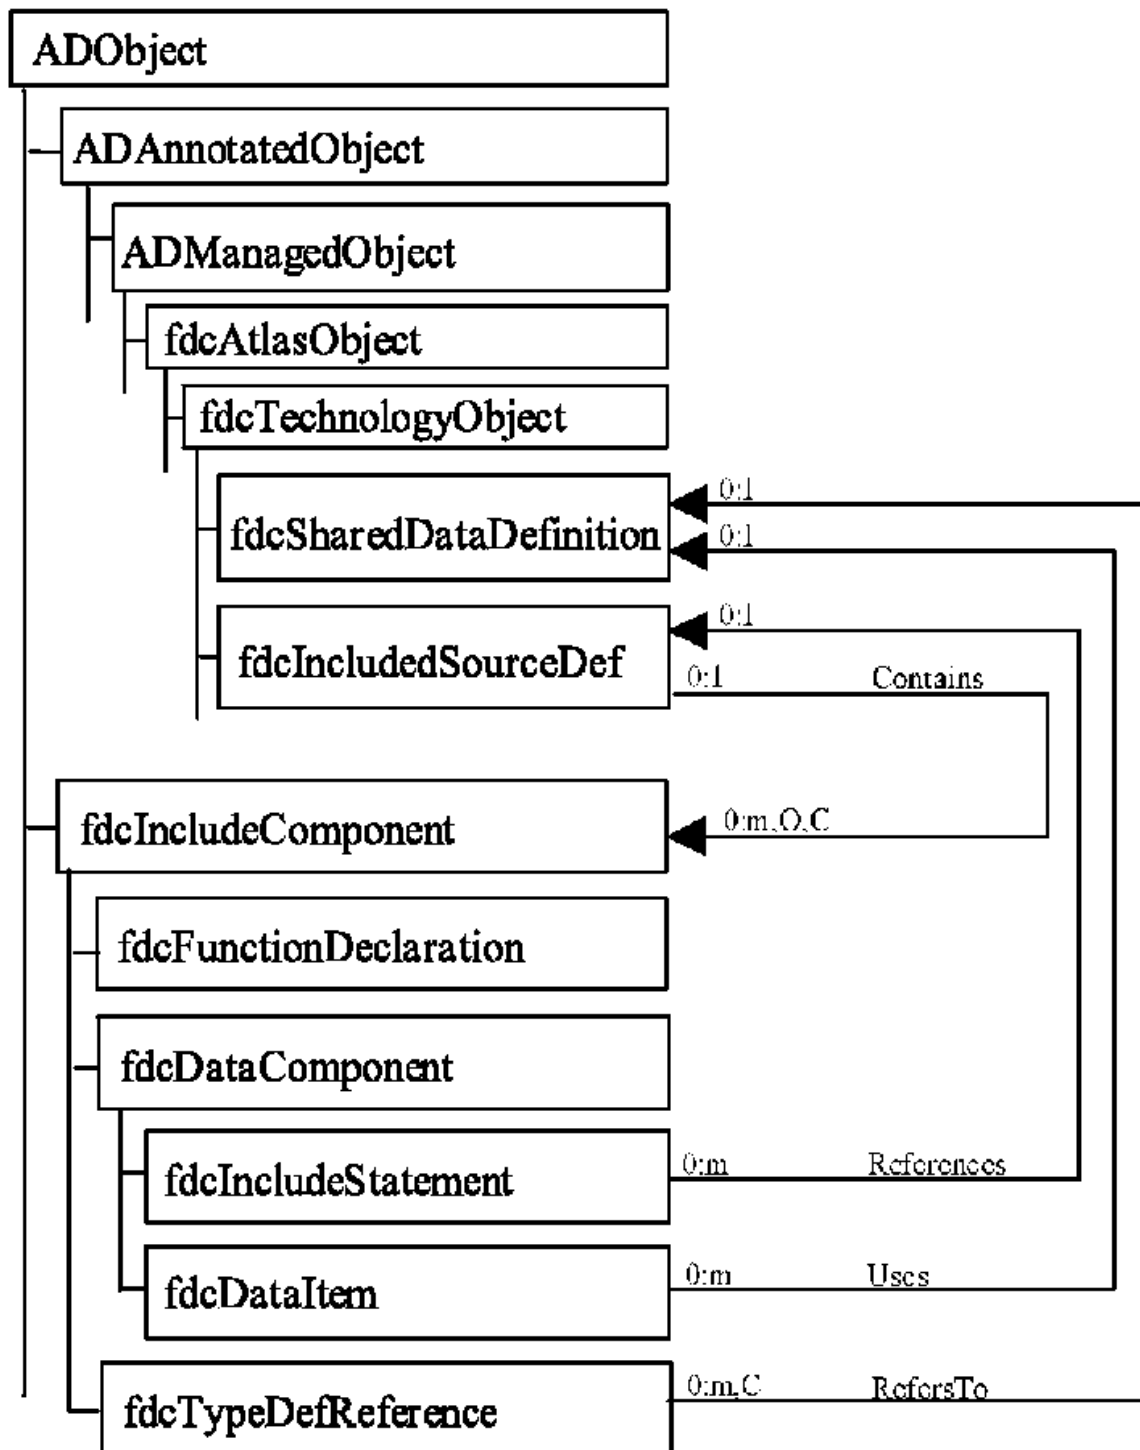 ADObject
ADAnnotatedObject
ADManagedObject
fdcAtlasObject
fdcTechnologyObject
0:1
fdcSharedDataDefinition
0:1
0:1
fdcIncludedSourceDef
0:1 Contains
fdcIncludeComponent
0:m,O,C
fdcFunctionDeclaration
fdcDataComponent
fdcIncludeStatement
0:m References
fdcDataItem
0:m Uses
fdcTypeDefReference
0:m,C RefersTo